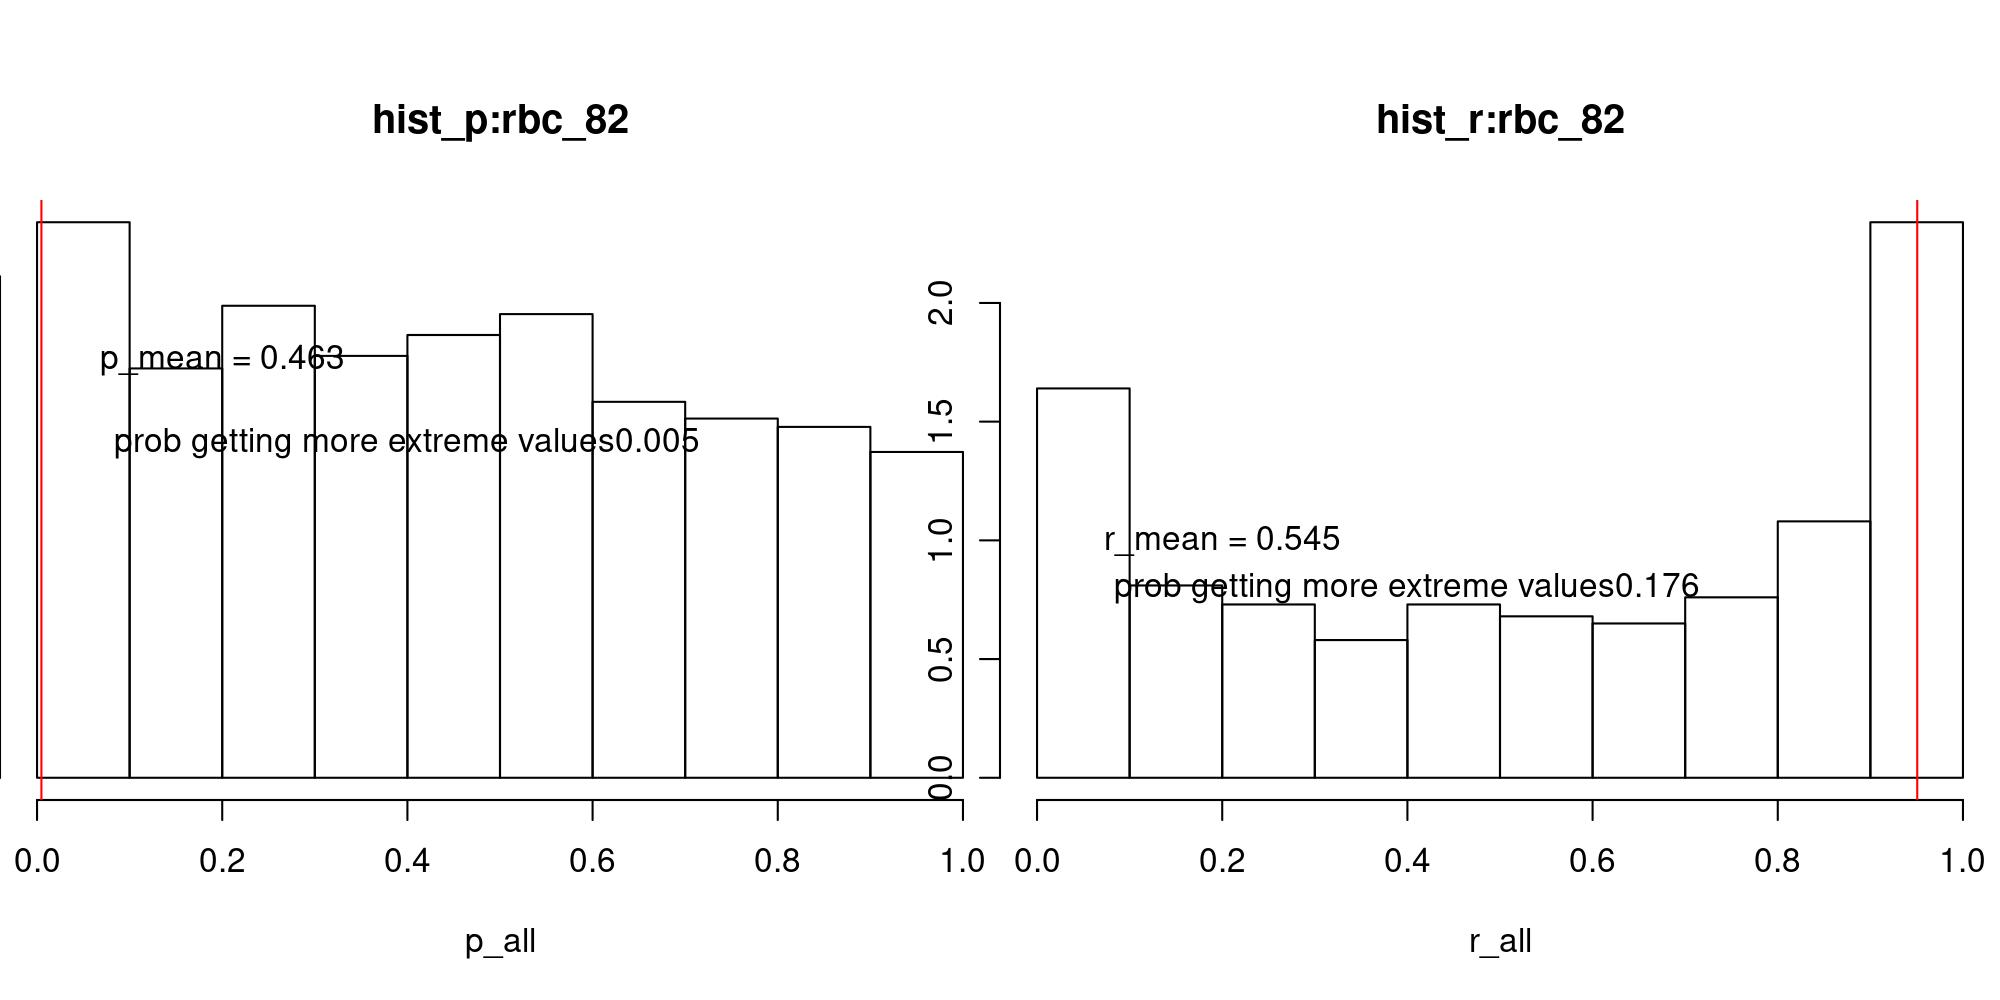 hist_p:rbc_82
p_mean = 0.463
prob getting more extreme values0.005
0.0 0.2 0.4 0.6 0.8 1.0
p_all
hist_r:rbc_82
2.0
1.5
1.0
0.5
0.0
r_mean = 0.545
prob getting more extreme values0.176
0.0 0.2 0.4 0.6 0.8 1.0
r_all